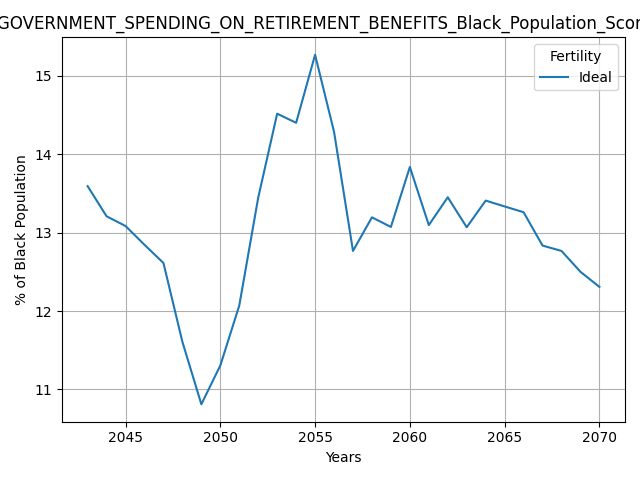 GOVERNMENT_SPENDING_ON_RETIREMENT_BENEFITS_Black_Population_Scor
Fertility
Ideal
% of Black Population
15
14
13
12
11
2045 2050 2055 2060 2065 2070
Years